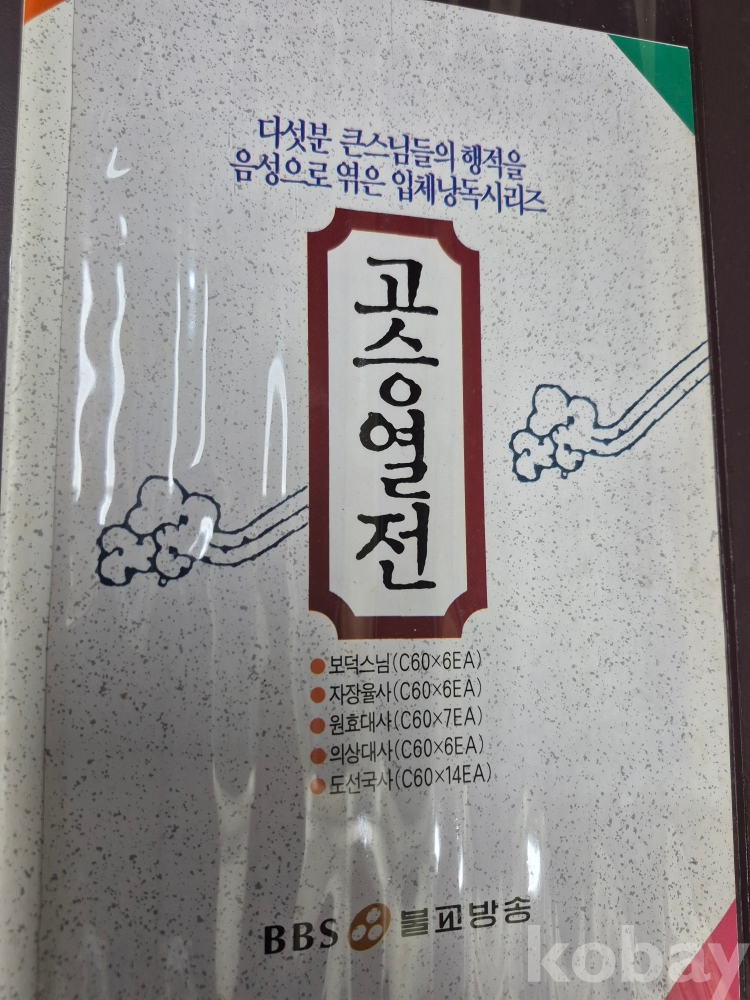 다섯분 큰스님들의 행적을
음성으로 엮은 입체낭독시리즈
고승열전
● 보덕스님(C60×6EA)
● 자장율사(C60×6EA)
● 원효대사(C60×7EA)
● 의상대사(C60×6EA)
● 도선국사(C60×14EA)
BBS 불교방송
kobay